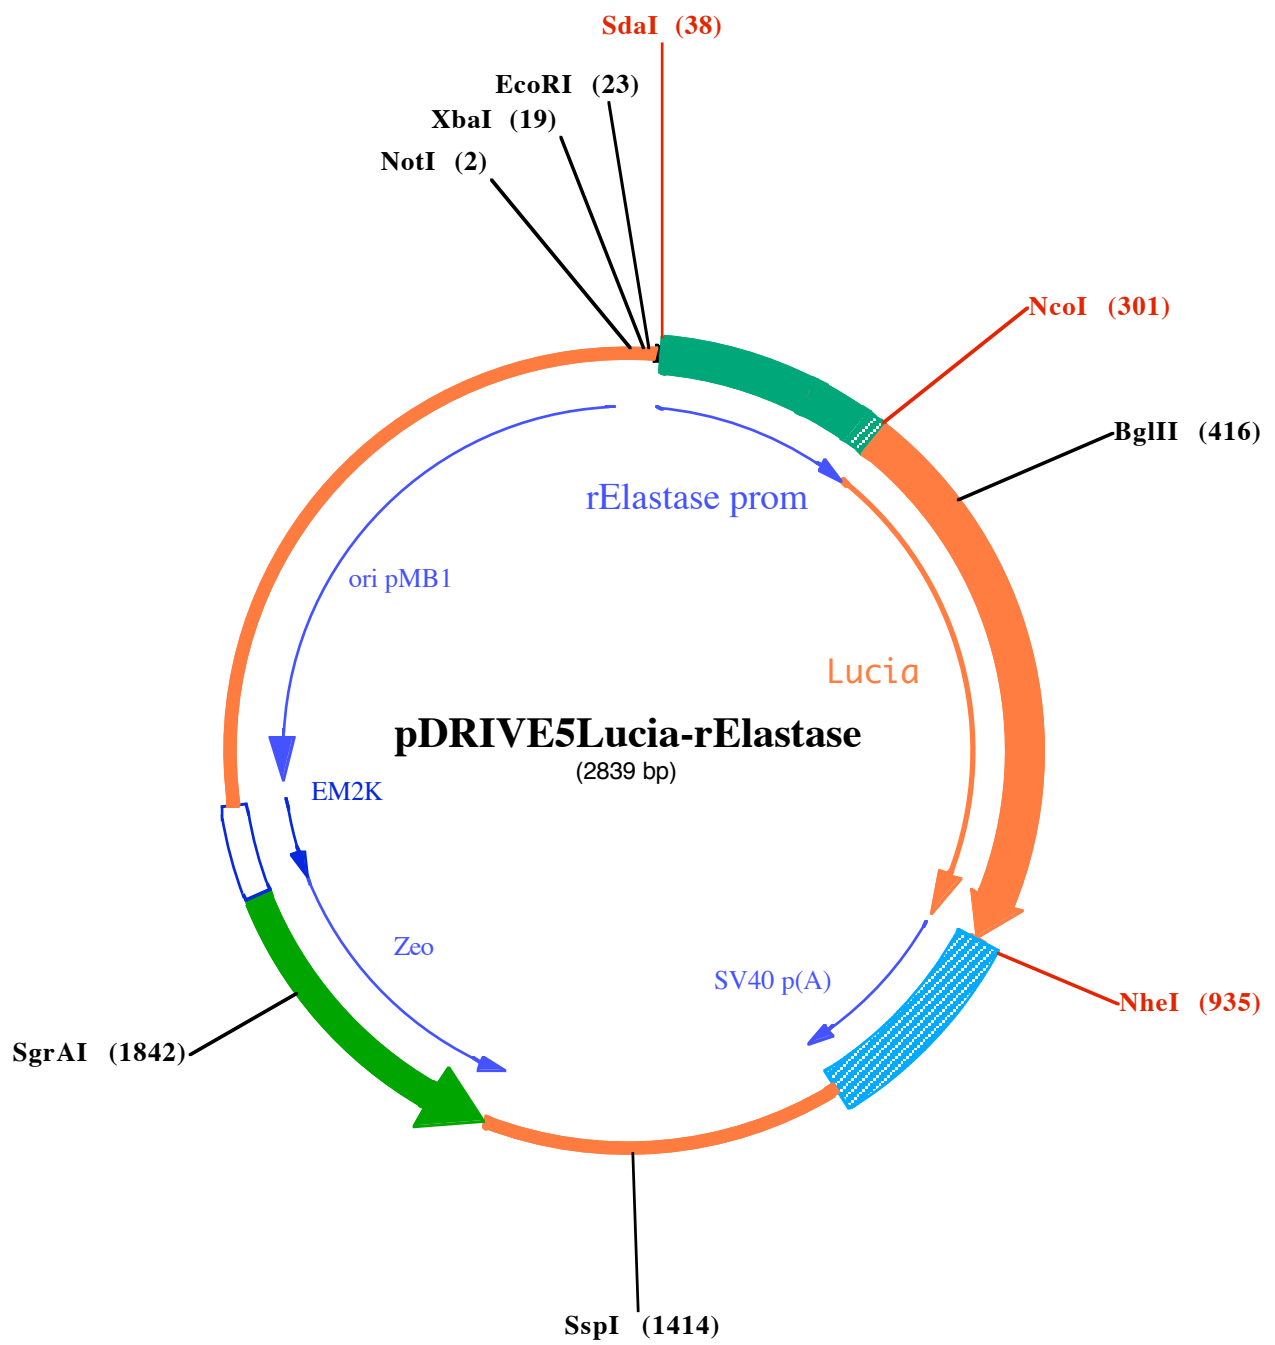 SdaI (38)
EcoRI (23)
XbaI (19)
NotI (2)
NcoI (301)
BglII (416)
rElastase prom
ori pMB1
Lucia
pDRIVE5Lucia-rElastase
(2839 bp)
EM2K
Zeo
SV40 p(A)
NheI (935)
SgrAI (1842)
SspI (1414)